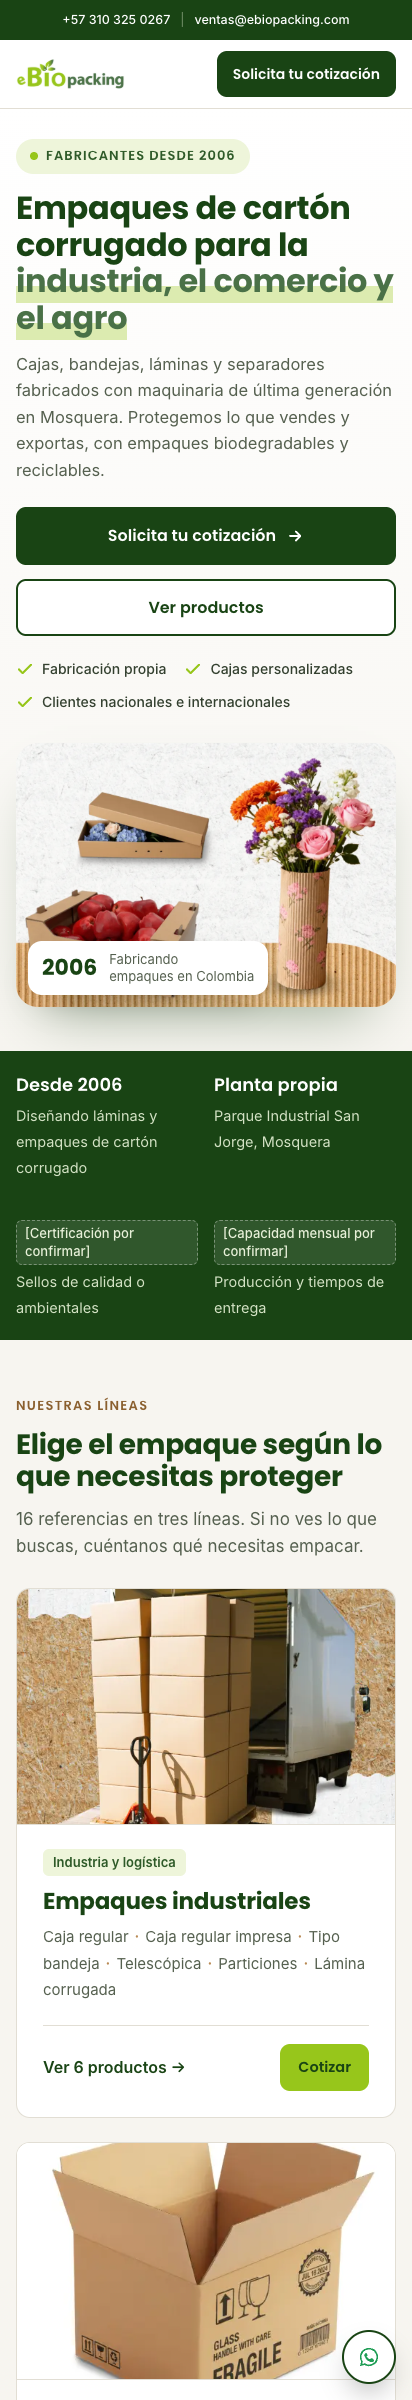 +57 310 325 0267 | ventas@ebiopacking.com
eBiopacking
Solicita tu cotización
FABRICANTES DESDE 2006
Empaques de cartón
corrugado para la
industria, el comercio y
el agro
Cajas, bandejas, láminas y separadores
fabricados con maquinaria de última generación
en Mosquera. Protegemos lo que vendes y
exportas, con empaques biodegradables y
reciclables.
Solicita tu cotización →
Ver productos
Fabricación propia
Cajas personalizadas
Clientes nacionales e internacionales
2006
Fabricando
empaques en Colombia
Desde 2006
Diseñando láminas y
empaques de cartón
corrugado
Planta propia
Parque Industrial San
Jorge, Mosquera
[Certificación por
confirmar]
Sellos de calidad o
ambientales
[Capacidad mensual por
confirmar]
Producción y tiempos de
entrega
NUESTRAS LÍNEAS
Elige el empaque según lo
que necesitas proteger
16 referencias en tres líneas. Si no ves lo que
buscas, cuéntanos qué necesitas empacar.
Industria y logística
Empaques industriales
Caja regular · Caja regular impresa · Tipo
bandeja · Telescópica · Particiones · Lámina
corrugada
Ver 6 productos →
Cotizar
GLASS
HANDLE WITH CARE
FRAGILE